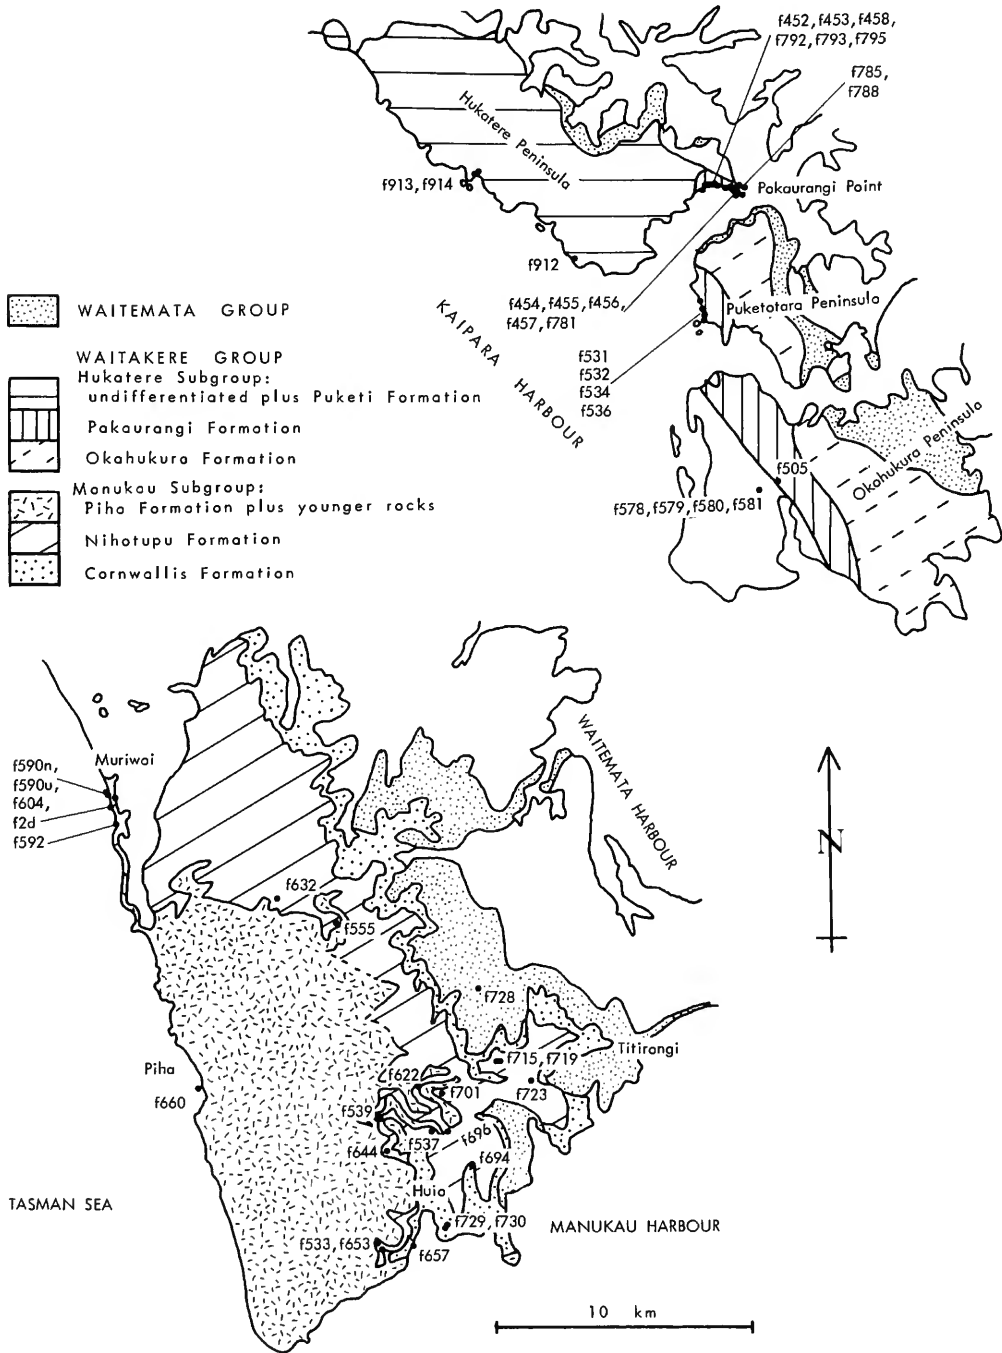 f452, f453, f458,
f792, f793, f795
f785,
f788
Hukatere Peninsula
f913, f914
Pokaurangi Point
f912
f454, f455, f456,
f457, f781
Puketotara Peninsula
KAIPARA HARBOUR
f531
f532
f534
f536
WAITEMATA GROUP
WAITAKERE GROUP
Hukatere Subgroup:
undifferentiated plus Puketi Formation
Pakaurangi Formation
Okahukura Formation
Manukau Subgroup:
Piha Formation plus younger rocks
Nihotupu Formation
Cornwallis Formation
Okahukura Peninsula
f505
f578, f579, f580, f581
Muriwai
f590n,
f590u,
f604,
f2d
f592
WAITEMATA HARBOUR
N
f632
f555
f728
Titirangi
f715, f719
Piha
f622
f701
f723
f660
f539
f537
f696
f644
f694
Huia
TASMAN SEA
f729, f730
MANUKAU HARBOUR
f533, f653
f657
10 km